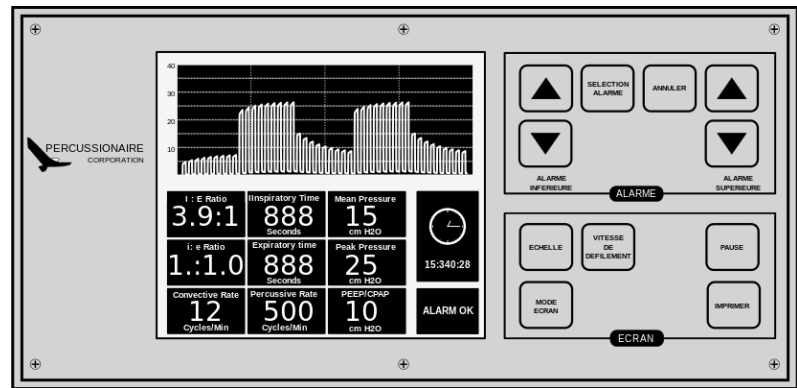 PERCUSSIONAIRE
CORPORATION
40
30
20
10
I : E Ratio
3.9:1
IInspiratory Time
888
Seconds
Mean Pressure
15
cm H2O
i: e Ratio
1.:1.0
Expiratory time
888
Seconds
Peak Pressure
25
cm H2O
15:340:28
Convective Rate
12
Cycles/Min
Percussive Rate
500
Cycles/Min
PEEP/CPAP
10
cm H2O
ALARM OK
SELECTION
ALARME
ANNULER
ALARME
INFERIEURE
ALARME
SUPERIEURE
ALARME
ECHELLE
VITESSE
DE
DEFILEMENT
PAUSE
MODE
ECRAN
IMPRIMER
ECRAN